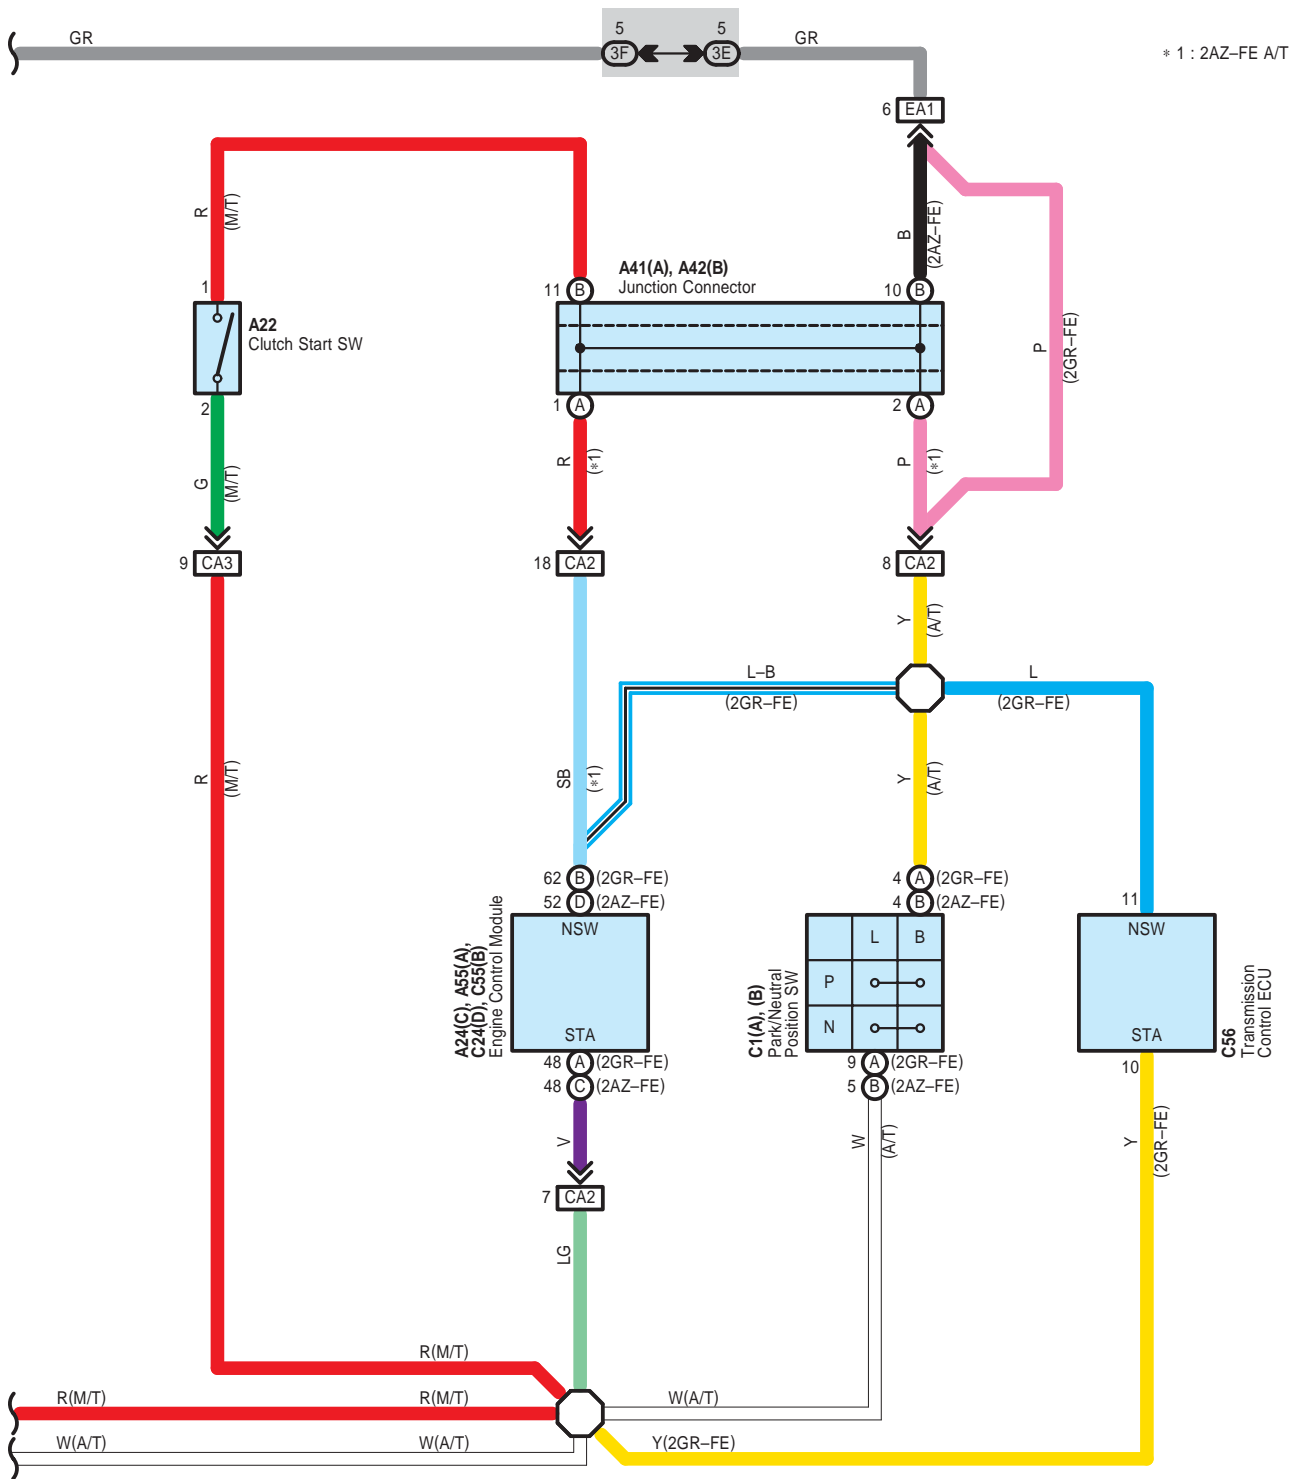 GR
5
3F
5
3E
GR
∗ 1 : 2AZ–FE A/T
6
EA1
R
(M/T)
B
(2AZ–FE)
P
(2GR–FE)
A41(A), A42(B)
Junction Connector
11
B
10
B
1
A22
Clutch Start SW
2
1
A
2
A
G
(M/T)
R
(∗1)
P
(∗1)
9
CA3
18
CA2
8
CA2
Y
(A/T)
L–B
(2GR–FE)
L
(2GR–FE)
R
(M/T)
SB
(∗1)
Y
(A/T)
62
B
(2GR–FE)
52
D
(2AZ–FE)
4
A
(2GR–FE)
4
B
(2AZ–FE)
11
NSW
STA
A24(C), A55(A),
C24(D), C55(B)
Engine Control Module
L
B
P
N
C1(A), (B)
Park/Neutral
Position SW
NSW
STA
C56
Transmission
Control ECU
48
A
(2GR–FE)
48
C
(2AZ–FE)
9
A
(2GR–FE)
5
B
(2AZ–FE)
10
V
W
(A/T)
Y
(2GR–FE)
7
CA2
LG
R(M/T)
R(M/T)
R(M/T)
W(A/T)
W(A/T)
W(A/T)
Y(2GR–FE)